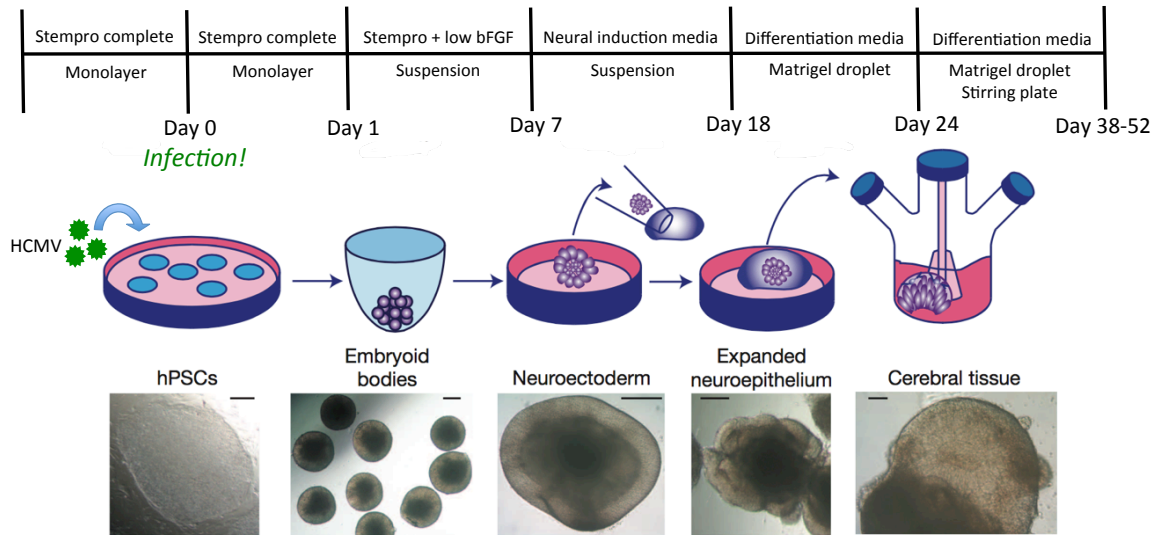 Stempro complete
Stempro complete
Stempro + low bFGF
Neural induction media
Differentiation media
Differentiation media
Monolayer
Monolayer
Suspension
Suspension
Matrigel droplet
Matrigel droplet
Stirring plate
Day 0
Day 1
Day 7
Day 18
Day 24
Day 38-52
Infection!
HCMV
hPSCs
Embryoid
bodies
Neuroectoderm
Expanded
neuroepithelium
Cerebral tissue